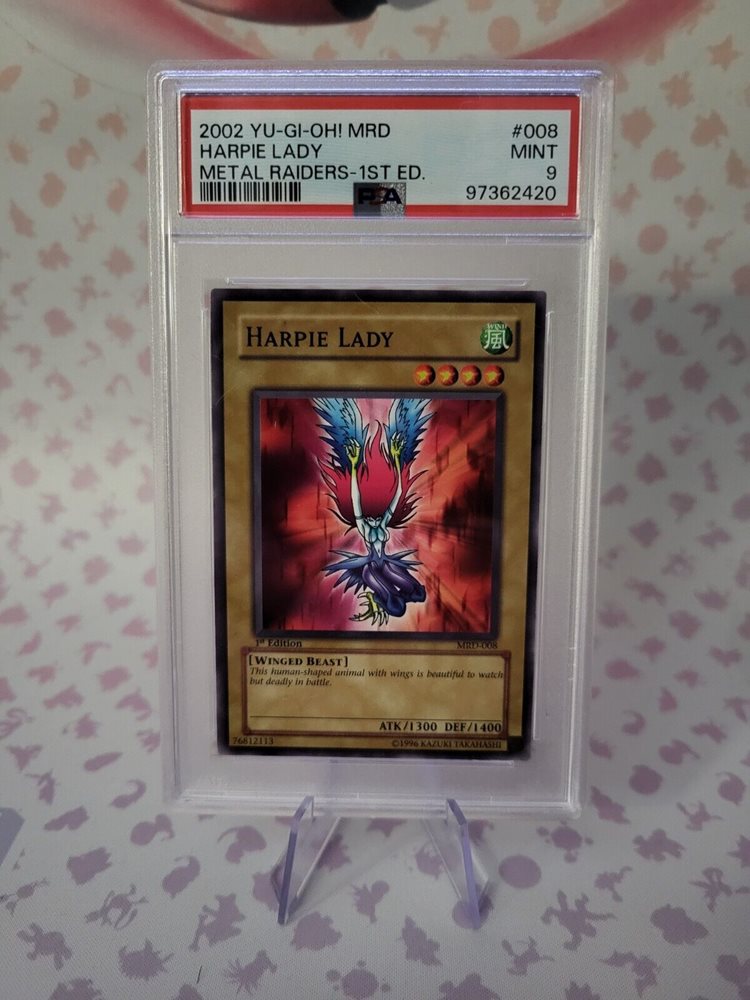 2002 YU-GI-OH! MRD #008
HARPIE LADY MINT
METAL RAIDERS-1ST ED. 9
PSA 97362420
HARPIE LADY
WIND
風
1st Edition MRD-008
[WINGED BEAST]
This human-shaped animal with wings is beautiful to watch
but deadly in battle.
ATK/1300 DEF/1400
76812113 ©1996 KAZUKI TAKAHASHI